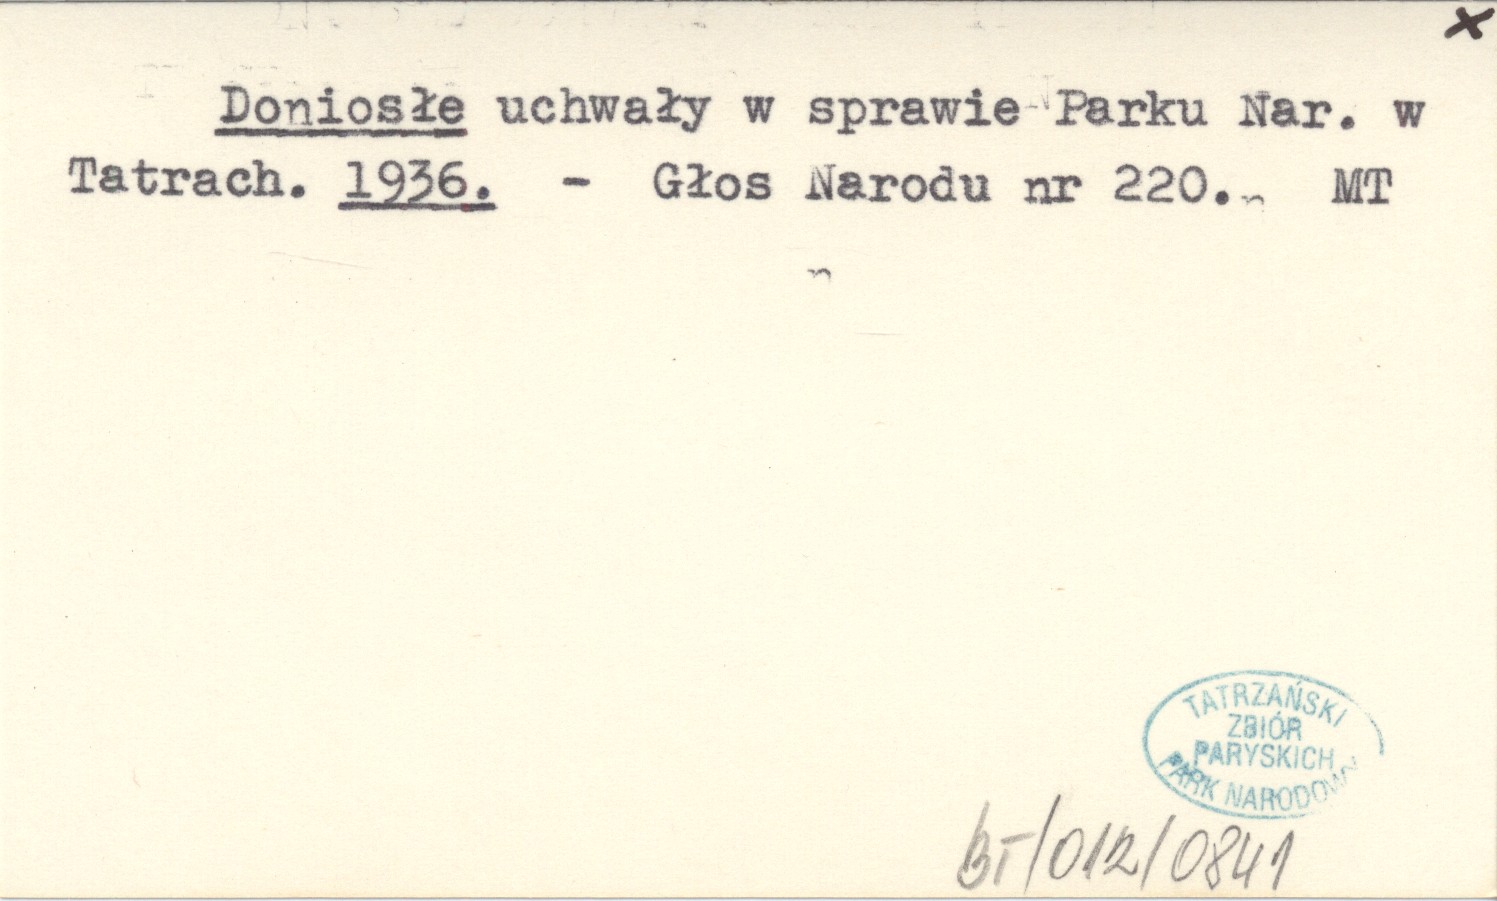 x
Doniosłe uchwały w sprawie Parku Nar. w
Tatrach. 1936. - Głos Narodu nr 220. MT
TATRZAŃSKI
ZBIÓR
PARYSKICH
PARK NARODOWY
BT/012/0841